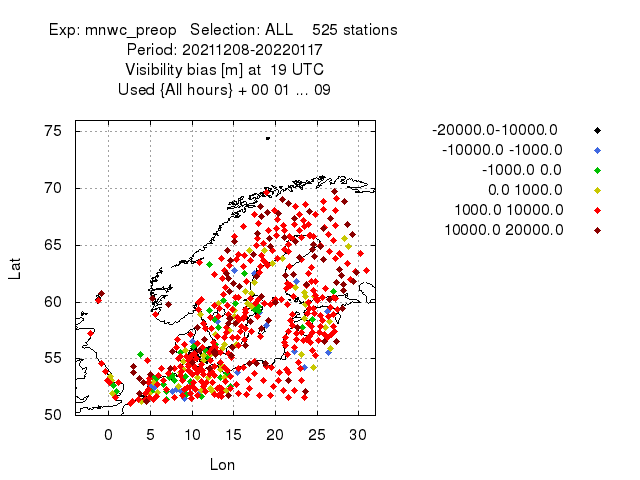 Exp: mnwc_preop   Selection: ALL    525 stations
Period: 20211208-20220117
Visibility bias [m] at  19 UTC
Used {All hours} + 00 01 ... 09
-20000.0-10000.0
-10000.0 -1000.0
-1000.0 0.0
0.0 1000.0
1000.0 10000.0
10000.0 20000.0
75
70
65
60
55
50
Lat
0 5 10 15 20 25 30
Lon